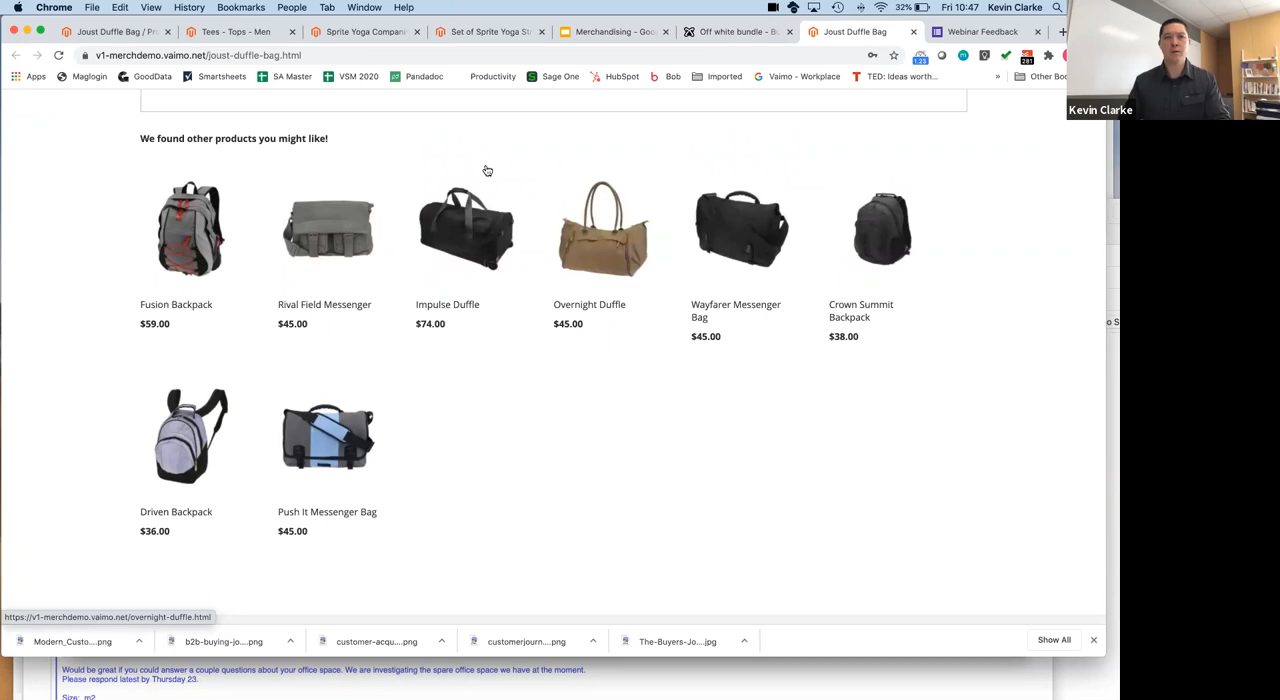 Chrome File Edit View History Bookmarks People Tab Window Help 32% Fri 10:47 Kevin Clarke
Joust Duffle Bag / Pr Tees - Tops - Men Sprite Yoga Compani Set of Sprite Yoga St Merchandising - Goo Off white bundle - B Joust Duffle Bag Webinar Feedback
v1-merchdemo.vaimo.net/joust-duffle-bag.html 1.23 281
Apps Maglogin GoodData Smartsheets SA Master VSM 2020 Pandadoc Productivity Sage One HubSpot Bob Imported Vaimo - Workplace TED: Ideas worth... » Other Boo
Kevin Clarke
We found other products you might like!
Fusion Backpack Rival Field Messenger Impulse Duffle Overnight Duffle Wayfarer Messenger Bag Crown Summit Backpack
$59.00 $45.00 $74.00 $45.00 $45.00 $38.00
Driven Backpack Push It Messenger Bag
$36.00 $45.00
https://v1-merchdemo.vaimo.net/overnight-duffle.html
Modern_Custo....png b2b-buying-jo....png customer-acqu....png customerjourn....png The-Buyers-Jo....jpg Show All
Would be great if you could answer a couple questions about your office space. We are investigating the spare office space we have at the moment.
Please respond latest by Thursday 23.
Size: m2